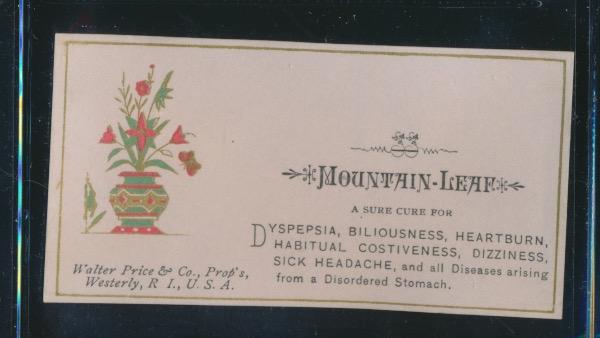 MOUNTAIN-LEAF
A SURE CURE FOR
DYSPEPSIA, BILIOUSNESS, HEARTBURN,
HABITUAL COSTIVENESS, DIZZINESS,
SICK HEADACHE, and all Diseases arising
from a Disordered Stomach.
Walter Price & Co., Prop's,
Westerly, R I., U. S. A.